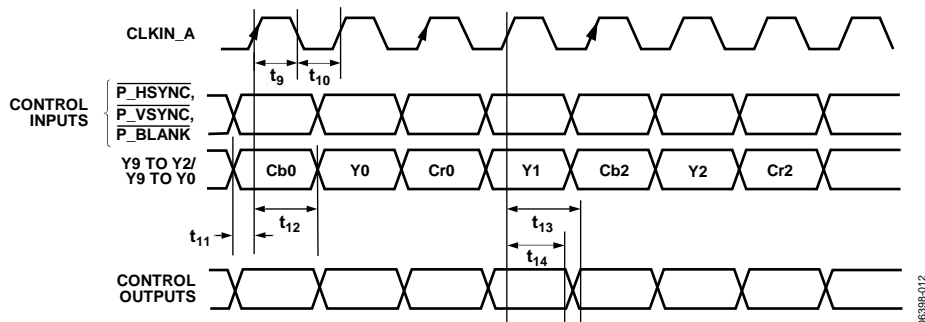 CLKIN_A
t9
t10
CONTROL
INPUTS
P_HSYNC,
P_VSYNC,
P_BLANK
Y9 TO Y2/
Y9 TO Y0
Cb0
Y0
Cr0
Y1
Cb2
Y2
Cr2
t11
t12
t13
t14
CONTROL
OUTPUTS
06398-012